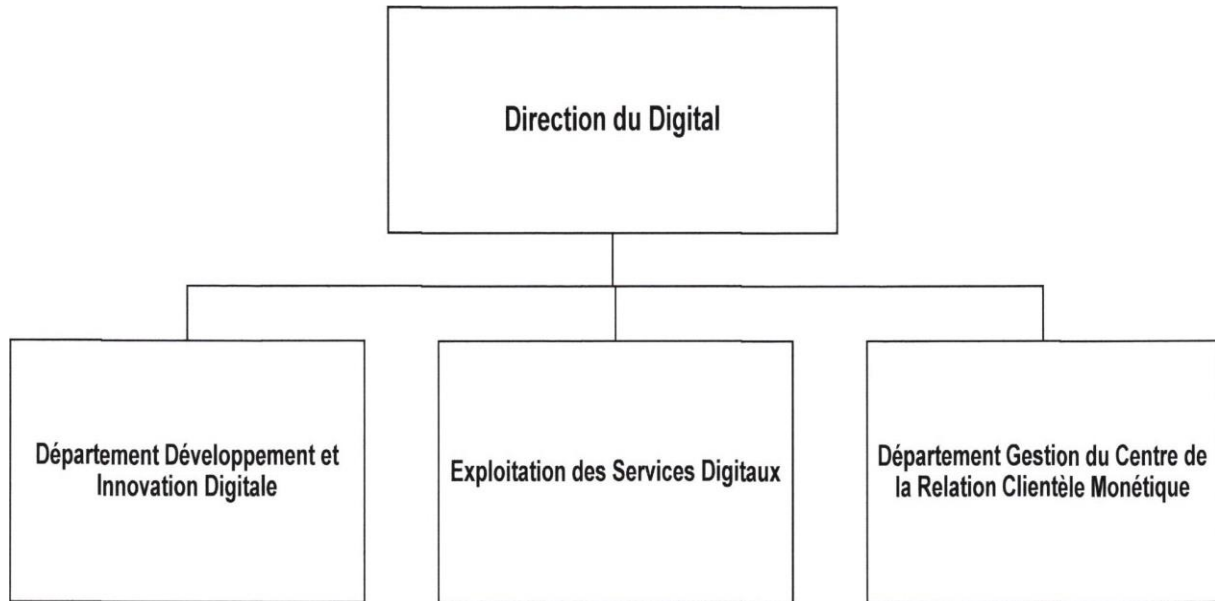 Direction du Digital
Département Développement et
Innovation Digitale
Exploitation des Services Digitaux
Département Gestion du Centre de
la Relation Clientèle Monétique